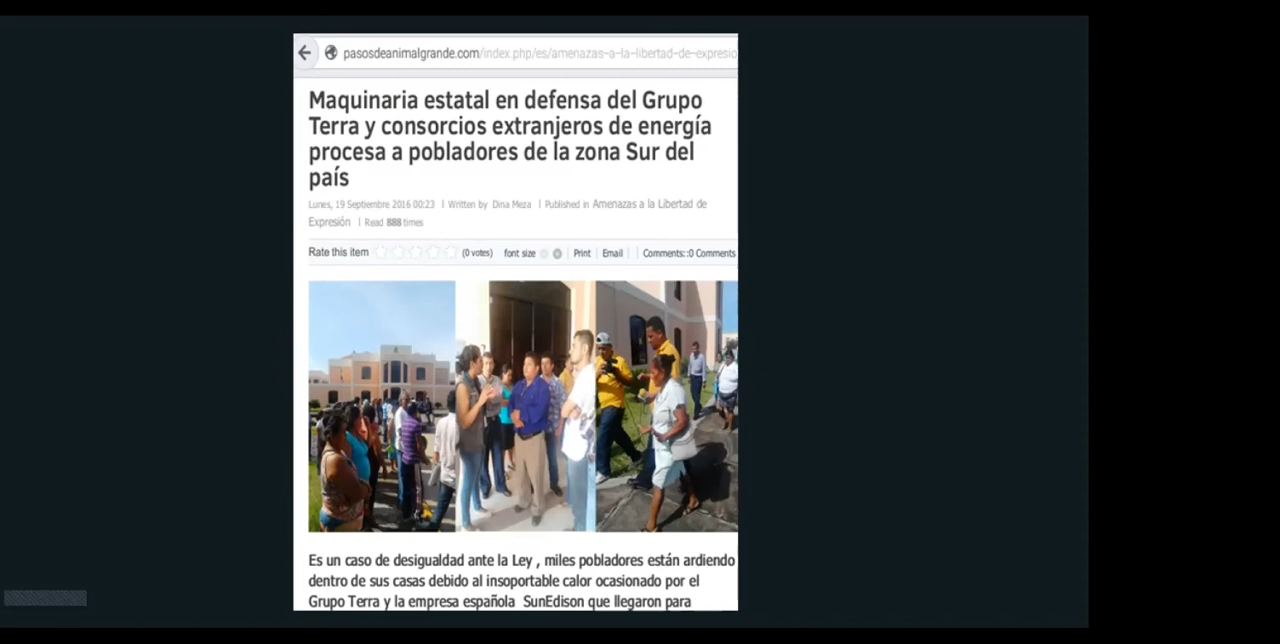 pasosdeanimalgrande.com/index.php/es/amenazas-a-la-libertad-de-expresio
Maquinaria estatal en defensa del Grupo
Terra y consorcios extranjeros de energía
procesa a pobladores de la zona Sur del
país
Lunes, 19 Septiembre 2016 00:23 | Written by Dina Meza | Published in Amenazas a la Libertad de
Expresión | Read 888 times
Rate this item (0 votes) font size | Print | Email | Comments::0 Comments
Es un caso de desigualdad ante la Ley , miles pobladores están ardiendo
dentro de sus casas debido al insoportable calor ocasionado por el
Grupo Terra y la empresa española SunEdison que llegaron para